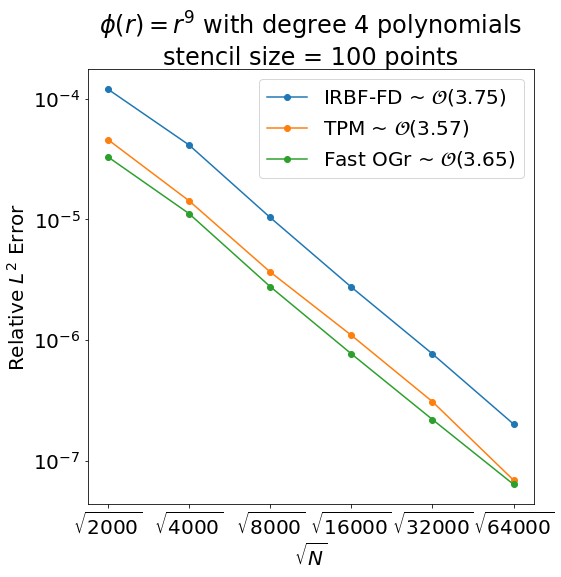 ϕ(r) = r⁹ with degree 4 polynomials
stencil size = 100 points
IRBF-FD ~ 𝒪(3.75)
TPM ~ 𝒪(3.57)
Fast OGr ~ 𝒪(3.65)
Relative L² Error
10⁻⁴
10⁻⁵
10⁻⁶
10⁻⁷
√2000 √4000 √8000 √16000 √32000 √64000
√N